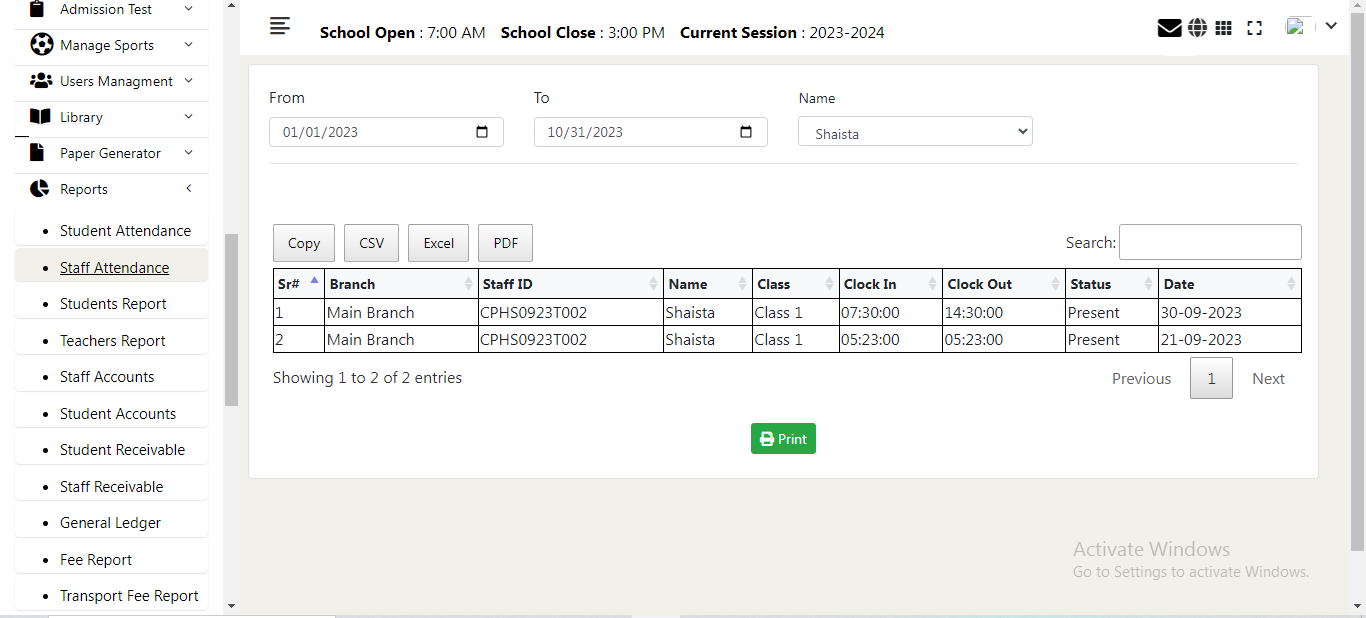 Admission Test
Manage Sports
Users Managment
Library
Paper Generator
Reports
Student Attendance
Staff Attendance
Students Report
Teachers Report
Staff Accounts
Student Accounts
Student Receivable
Staff Receivable
General Ledger
Fee Report
Transport Fee Report
School Open : 7:00 AM School Close : 3:00 PM Current Session : 2023-2024
From To Name
01/01/2023 10/31/2023 Shaista
Copy CSV Excel PDF Search:
Sr# Branch Staff ID Name Class Clock In Clock Out Status Date
1 Main Branch CPHS0923T002 Shaista Class 1 07:30:00 14:30:00 Present 30-09-2023
2 Main Branch CPHS0923T002 Shaista Class 1 05:23:00 05:23:00 Present 21-09-2023
Showing 1 to 2 of 2 entries Previous 1 Next
Print
Activate Windows
Go to Settings to activate Windows.